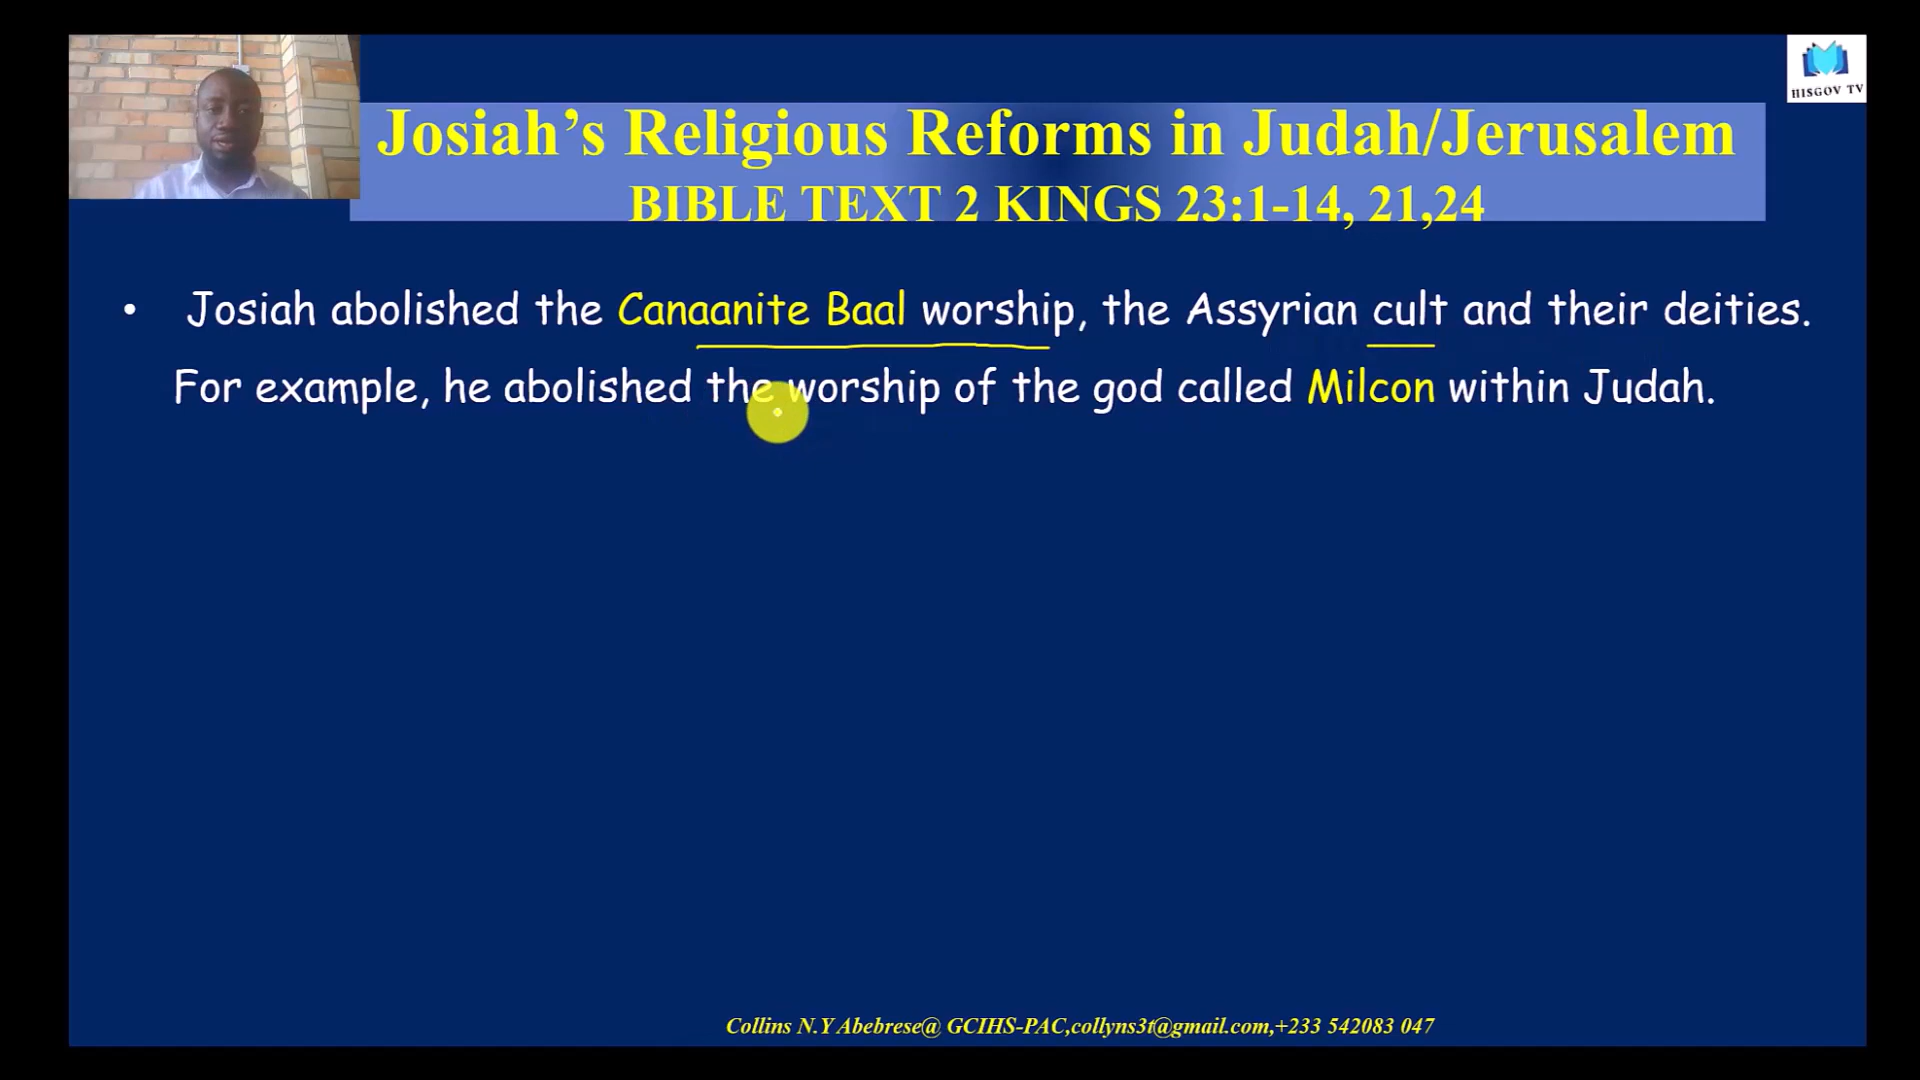 HISGOV TV
Josiah's Religious Reforms in Judah/Jerusalem
BIBLE TEXT 2 KINGS 23:1-14, 21,24
• Josiah abolished the Canaanite Baal worship, the Assyrian cult and their deities.
For example, he abolished the worship of the god called Milcon within Judah.
Collins N.Y Abebrese@ GCIHS-PAC,collyns3t@gmail.com,+233 542083 047